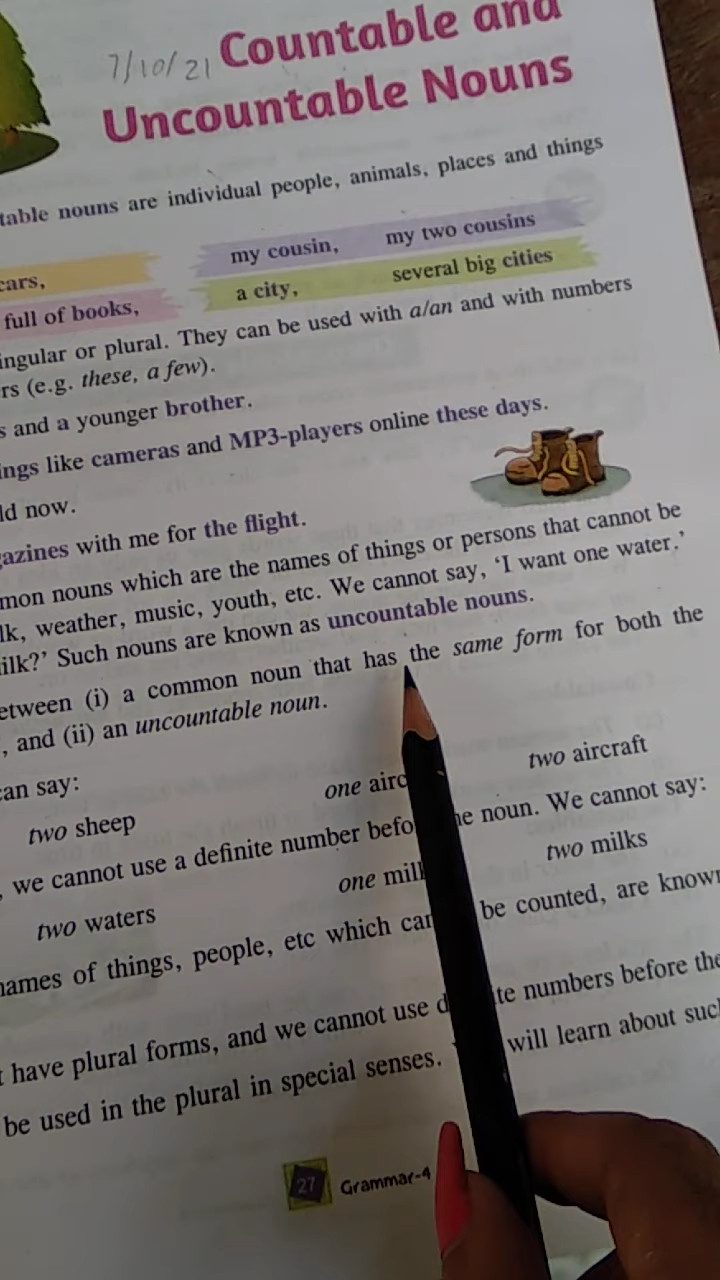 7/10/21 Countable and
Uncountable Nouns
table nouns are individual people, animals, places and things
my cousin, my two cousins
cars,
a city, several big cities
full of books,
ingular or plural. They can be used with a/an and with numbers
rs (e.g. these, a few).
s and a younger brother.
ings like cameras and MP3-players online these days.
ld now.
gazines with me for the flight.
mon nouns which are the names of things or persons that cannot be
lk, weather, music, youth, etc. We cannot say, ‘I want one water.’
ilk?’ Such nouns are known as uncountable nouns.
etween (i) a common noun that has the same form for both the
, and (ii) an uncountable noun.
can say:
two sheep one airc two aircraft
, we cannot use a definite number befo he noun. We cannot say:
two waters one mil two milks
names of things, people, etc which can be counted, are known
t have plural forms, and we cannot use d te numbers before the
be used in the plural in special senses. will learn about such
27 Grammar-4